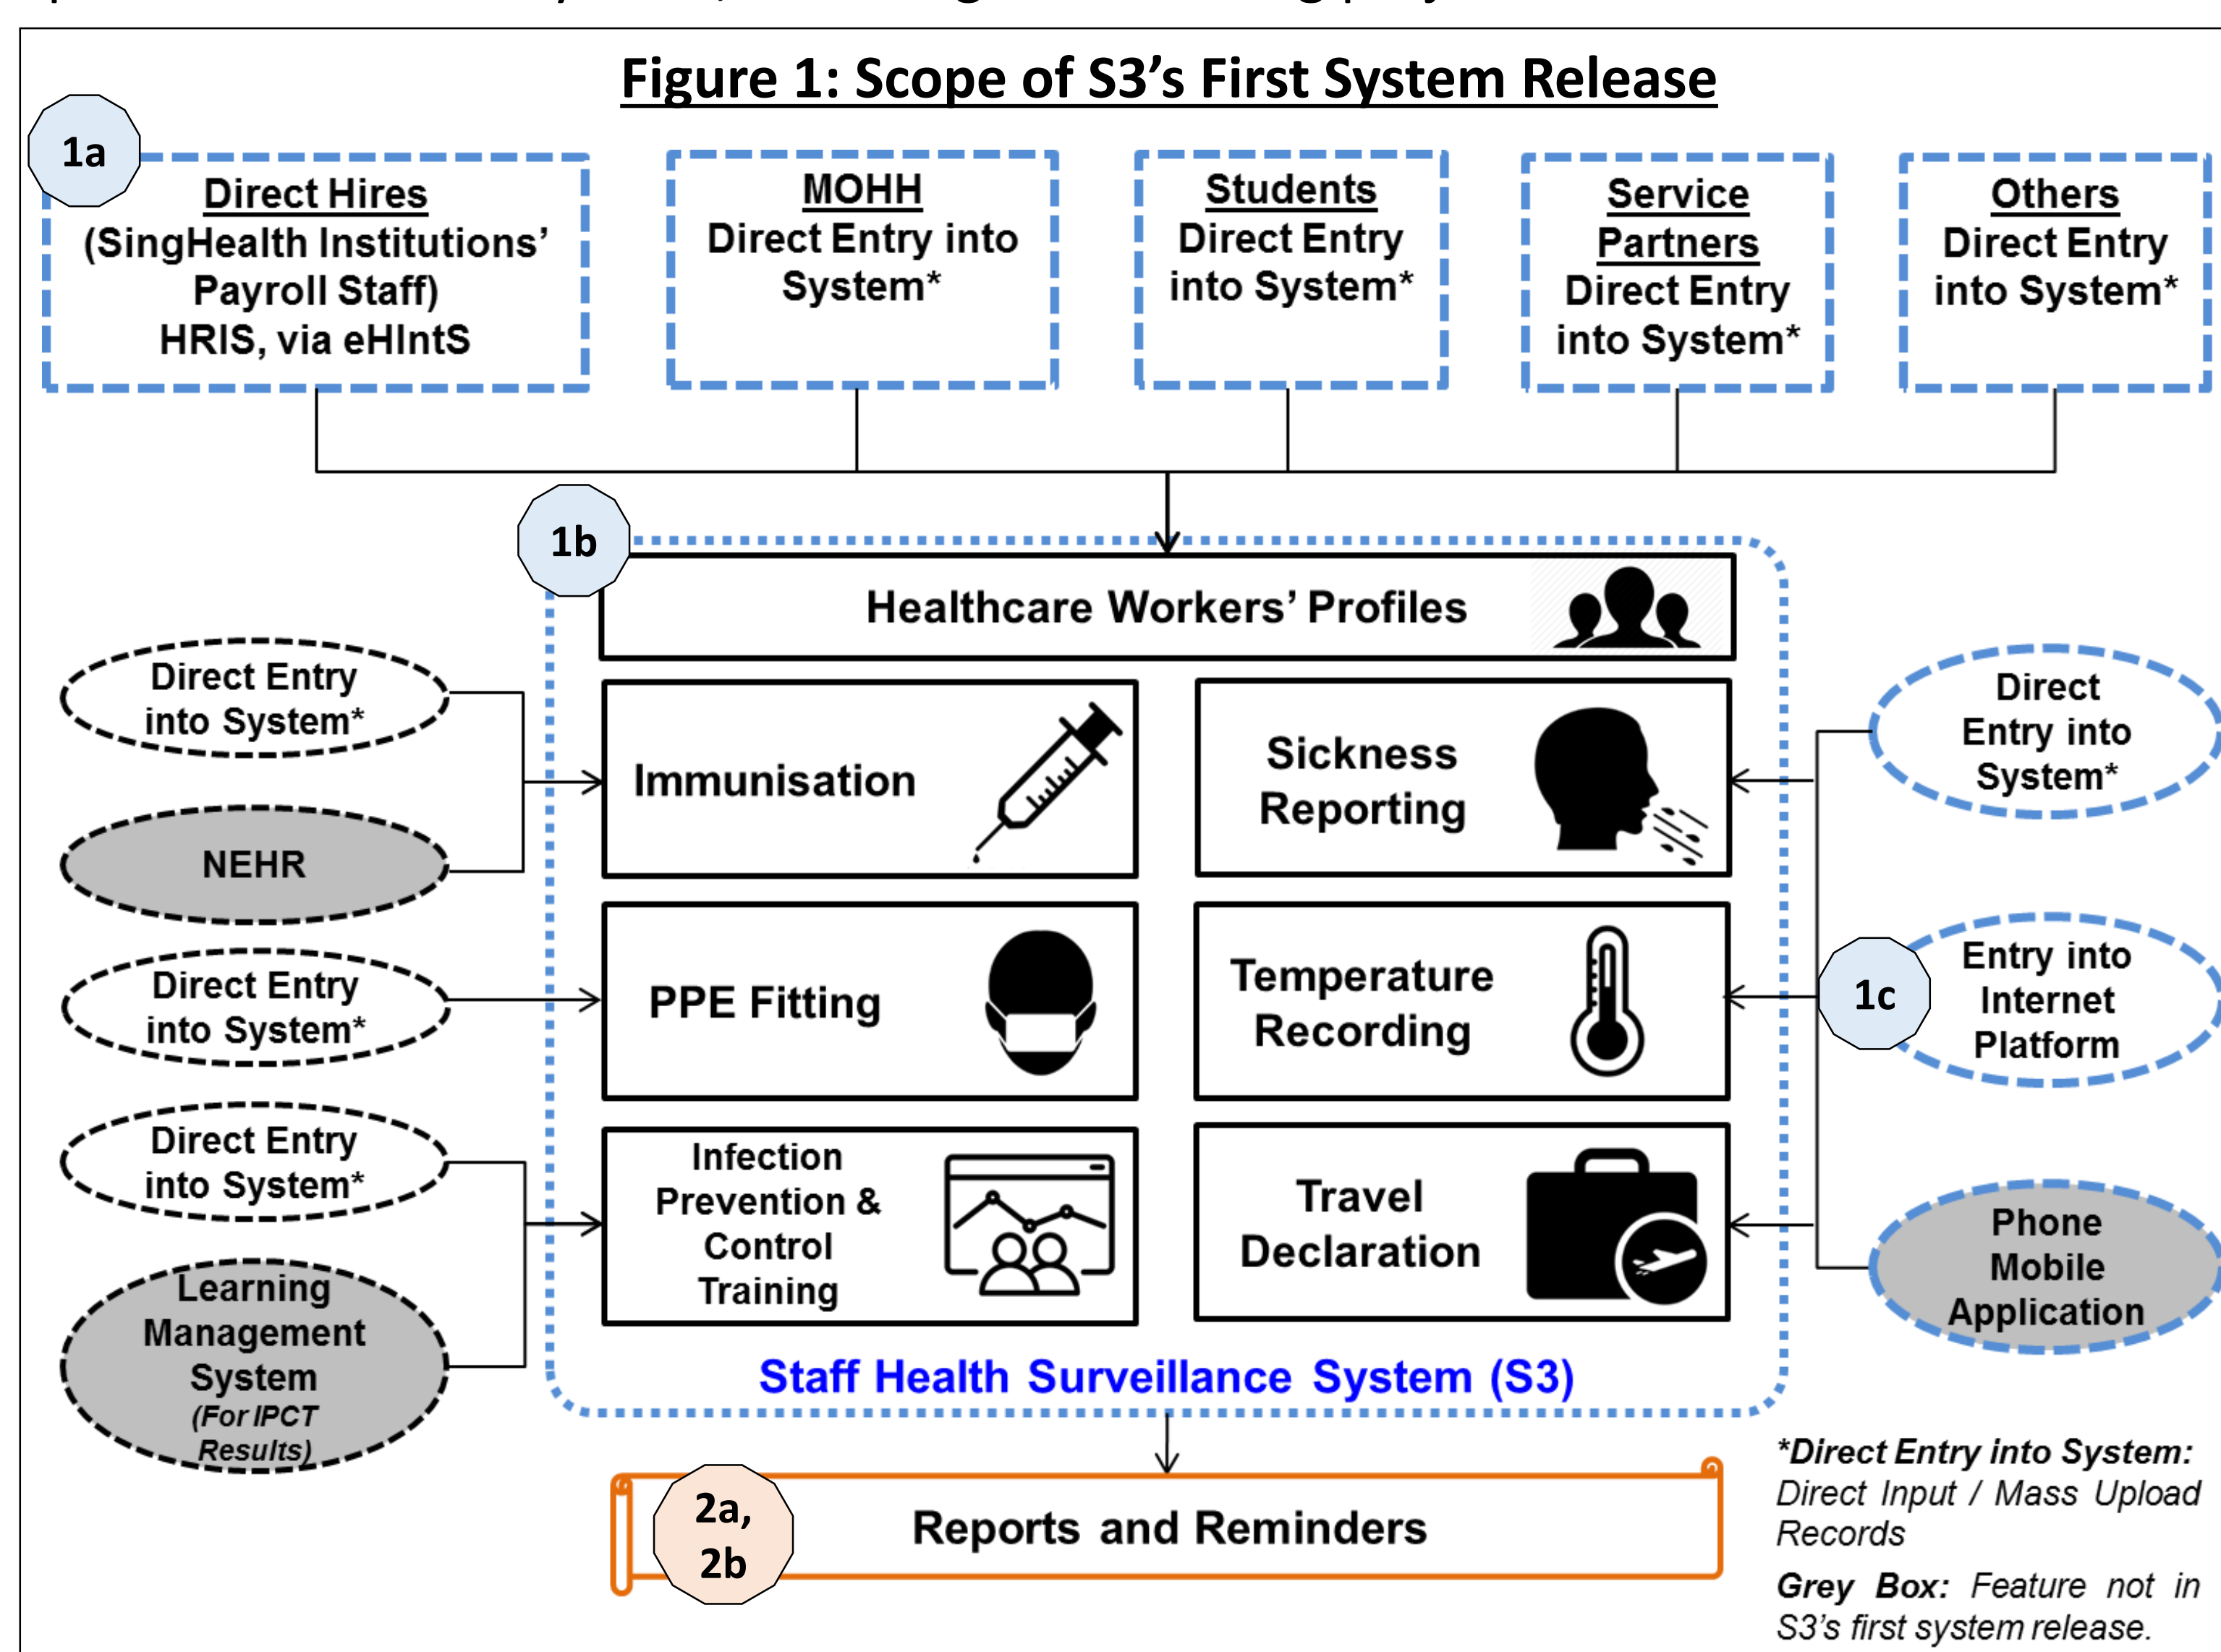 Figure 1: Scope of S3's First System Release
1a
Direct Hires
(SingHealth Institutions'
Payroll Staff)
HRIS, via eHIntS
MOHH
Direct Entry into
System*
Students
Direct Entry
into System*
Service
Partners
Direct Entry
into System*
Others
Direct Entry
into System*
1b
Healthcare Workers' Profiles
Direct Entry
into System*
NEHR
Direct Entry
into System*
Direct Entry
into System*
Learning
Management
System
(For IPCT
Results)
Immunisation
Sickness
Reporting
PPE Fitting
Temperature
Recording
Infection
Prevention &
Control
Training
Travel
Declaration
Direct
Entry into
System*
1c
Entry into
Internet
Platform
Phone
Mobile
Application
Staff Health Surveillance System (S3)
2a,
2b
Reports and Reminders
*Direct Entry into System:
Direct Input / Mass Upload
Records
Grey Box: Feature not in
S3's first system release.